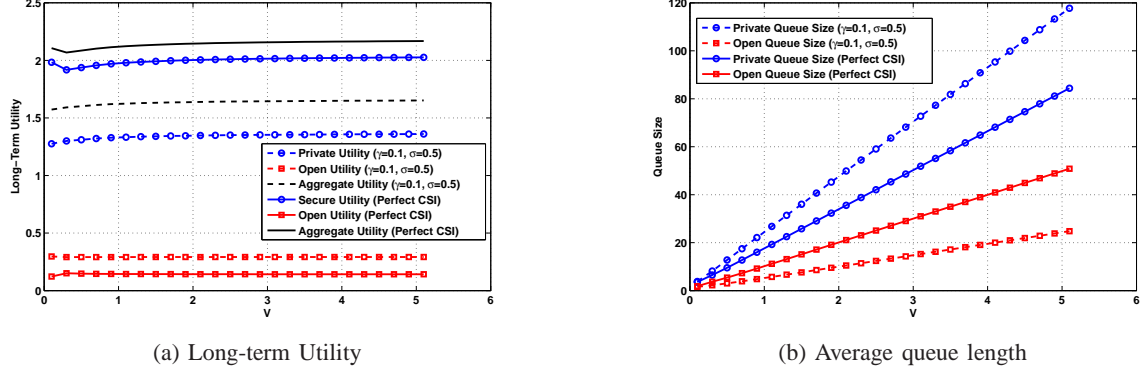 2.5
2
1.5
1
0.5
0
0 1 2 3 4 5 6
V
Long−Term Utility
Private Utility (γ=0.1, σ=0.5)
Open Utility (γ=0.1, σ=0.5)
Aggregate Utility (γ=0.1, σ=0.5)
Secure Utility (Perfect CSI)
Open Utility (Perfect CSI)
Aggregate Utility (Perfect CSI)
(a) Long-term Utility
120
100
80
60
40
20
0
0 1 2 3 4 5 6
V
Queue Size
Private Queue Size (γ=0.1, σ=0.5)
Open Queue Size (γ=0.1, σ=0.5)
Private Queue Size (Perfect CSI)
Open Queue Size (Perfect CSI)
(b) Average queue length